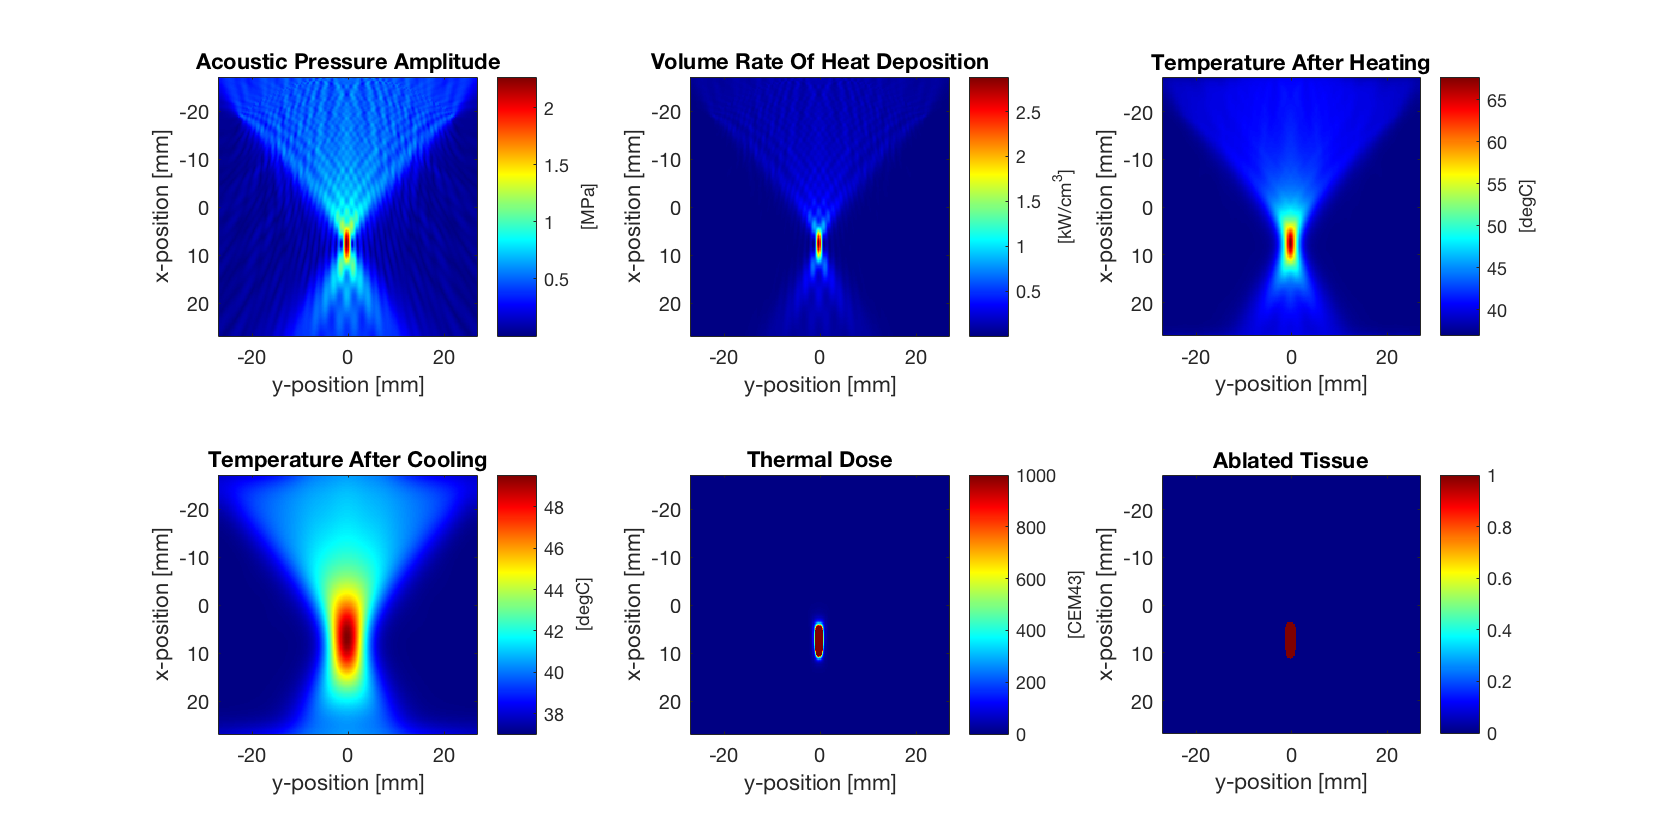 Acoustic Pressure Amplitude
x-position [mm]
-20
-10
0
10
20
-20 0 20
y-position [mm]
2
1.5
1
0.5
[MPa]
Volume Rate Of Heat Deposition
x-position [mm]
-20
-10
0
10
20
-20 0 20
y-position [mm]
2.5
2
1.5
1
0.5
[kW/cm³]
Temperature After Heating
x-position [mm]
-20
-10
0
10
20
-20 0 20
y-position [mm]
65
60
55
50
45
40
[degC]
Temperature After Cooling
x-position [mm]
-20
-10
0
10
20
-20 0 20
y-position [mm]
48
46
44
42
40
38
[degC]
Thermal Dose
x-position [mm]
-20
-10
0
10
20
-20 0 20
y-position [mm]
1000
800
600
400
200
0
[CEM43]
Ablated Tissue
x-position [mm]
-20
-10
0
10
20
-20 0 20
y-position [mm]
1
0.8
0.6
0.4
0.2
0